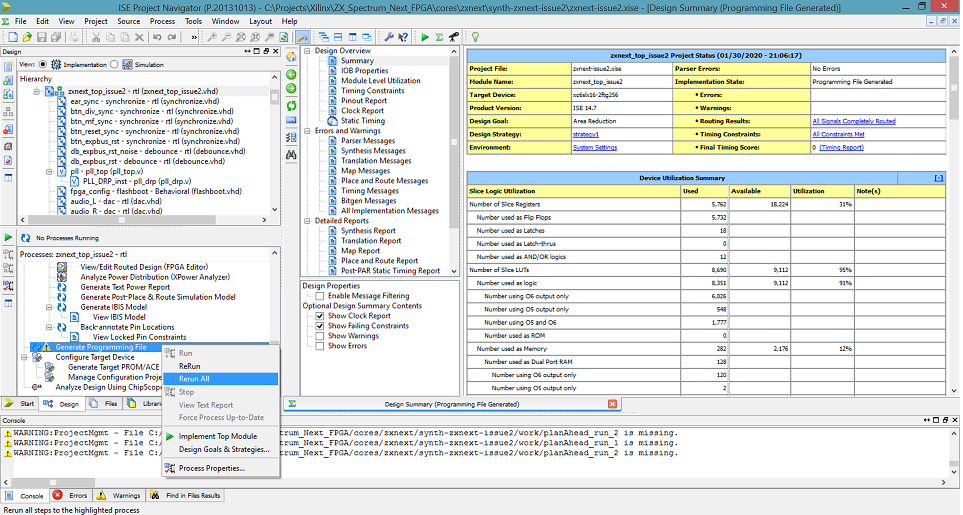 ISE Project Navigator (P.20131013) - C:\Projects\Xilinx\ZX_Spectrum_Next_FPGA\cores\zxnext\synth-zxnext-issue2\zxnext-issue2.xise - [Design Summary (Programming File Generated)]
File Edit View Project Source Process Tools Window Layout Help
Design
View: Implementation Simulation
Hierarchy
zxnext_top_issue2 - rtl (zxnext_top_issue2.vhd)
ear_sync - synchronize - rtl (synchronize.vhd)
btn_div_sync - synchronize - rtl (synchronize.vhd)
btn_drv_sync - synchronize - rtl (synchronize.vhd)
btn_mf_sync - synchronize - rtl (synchronize.vhd)
btn_reset_sync - synchronize - rtl (synchronize.vhd)
btn_expbus_rst - synchronize - rtl (synchronize.vhd)
db_expbus_rst_noise - debounce - rtl (debounce.vhd)
db_expbus_rst - debounce - rtl (debounce.vhd)
pll - pll_top (pll_top.v)
PLL_DRP_inst - pll_drp (pll_drp.v)
fpga_config - flashboot - Behavioral (flashboot.vhd)
audio_L - dac - rtl (dac.vhd)
audio_R - dac - rtl (dac.vhd)
No Processes Running
Processes: zxnext_top_issue2 - rtl
View/Edit Routed Design (FPGA Editor)
Analyze Power Distribution (XPower Analyzer)
Generate Text Power Report
Generate Post-Place & Route Simulation Model
Generate IBIS Model
View IBIS Model
Back-annotate Pin Locations
View Locked Pin Constraints
Generate Programming File
Configure Target Device
Generate Target PROM/ACE
Manage Configuration Proje
Analyze Design Using ChipScope
Run
ReRun
Rerun All
Stop
View Text Report
Force Process Up-to-Date
Implement Top Module
Design Goals & Strategies...
Process Properties...
Start Design Files Librari
Design Overview
Summary
IOB Properties
Module Level Utilization
Timing Constraints
Pinout Report
Clock Report
Static Timing
Errors and Warnings
Parser Messages
Synthesis Messages
Translation Messages
Map Messages
Place and Route Messages
Timing Messages
Bitgen Messages
All Implementation Messages
Detailed Reports
Synthesis Report
Translation Report
Map Report
Place and Route Report
Post-PAR Static Timing Report
Design Properties
Enable Message Filtering
Optional Design Summary Contents
Show Clock Report
Show Failing Constraints
Show Warnings
Show Errors
zxnext_top_issue2 Project Status (01/30/2020 - 21:06:17)
Project File: zxnext-issue2.xise Parser Errors: No Errors
Module Name: zxnext_top_issue2 Implementation State: Programming File Generated
Target Device: xc6slx16-2ftg256 • Errors:
Product Version: ISE 14.7 • Warnings:
Design Goal: Area Reduction • Routing Results: All Signals Completely Routed
Design Strategy: strategy1 • Timing Constraints: All Constraints Met
Environment: System Settings • Final Timing Score: 0 (Timing Report)
Device Utilization Summary [-]
Slice Logic Utilization Used Available Utilization Note(s)
Number of Slice Registers 5,762 18,224 31%
Number used as Flip Flops 5,732
Number used as Latches 18
Number used as Latch-thrus 0
Number used as AND/OR logics 12
Number of Slice LUTs 8,690 9,112 95%
Number used as logic 8,351 9,112 91%
Number using O6 output only 6,026
Number using O5 output only 548
Number using O5 and O6 1,777
Number used as ROM 0
Number used as Memory 282 2,176 12%
Number used as Dual Port RAM 128
Number using O6 output only 120
Number using O5 output only 2
Design Summary (Programming File Generated)
Console
WARNING:ProjectMgmt - File C:/ ctrum_Next_FPGA/cores/zxnext/synth-zxnext-issue2/work/planAhead_run_2 is missing.
WARNING:ProjectMgmt - File C:/ ctrum_Next_FPGA/cores/zxnext/synth-zxnext-issue2/work/planAhead_run_1 is missing.
WARNING:ProjectMgmt - File C:/ ctrum_Next_FPGA/cores/zxnext/synth-zxnext-issue2/work/planAhead_run_2 is missing.
Console Errors Warnings Find in Files Results
Rerun all steps to the highlighted process